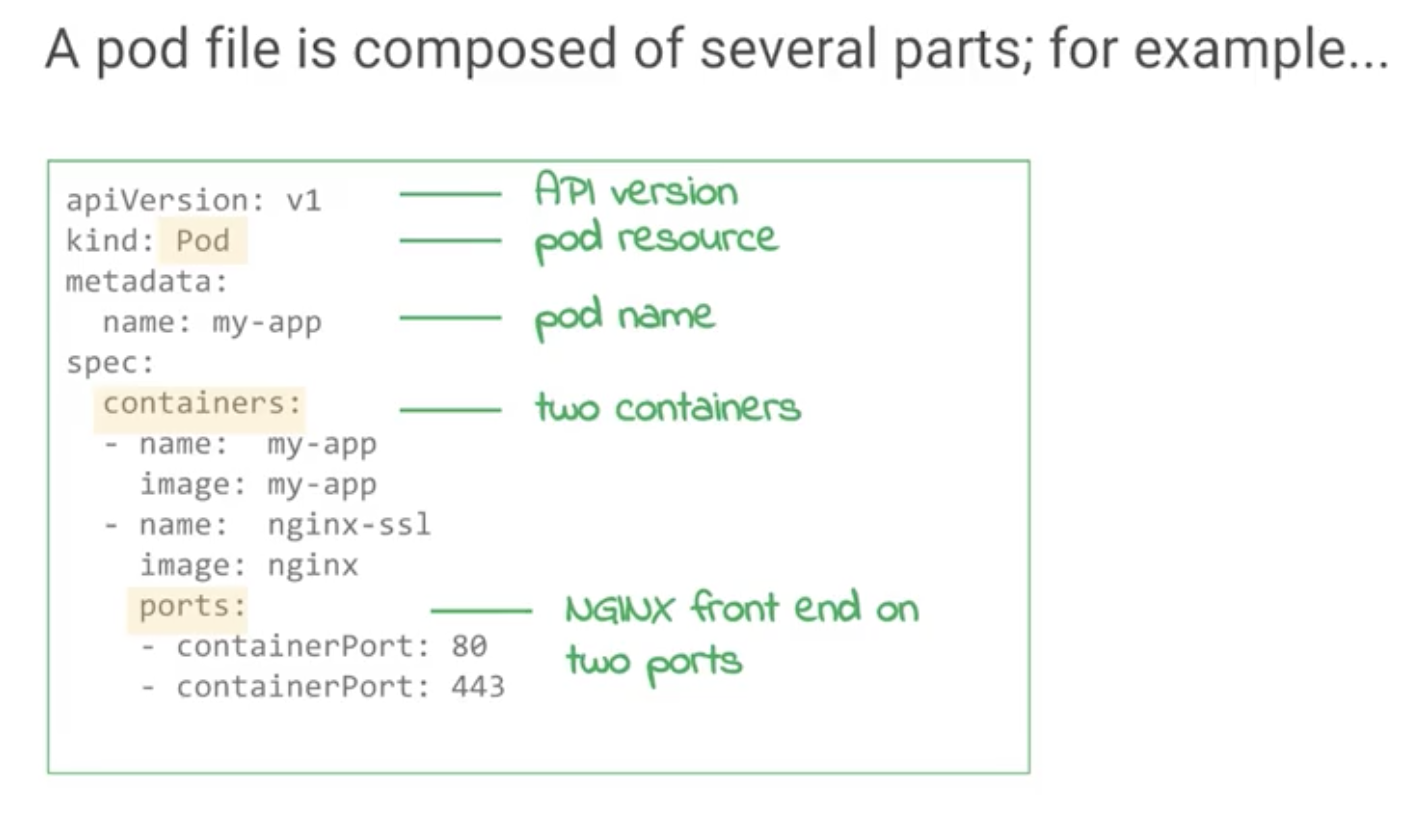 A pod file is composed of several parts; for example...
apiVersion: v1 API version
kind: Pod pod resource
metadata:
name: my-app pod name
spec:
containers: two containers
- name: my-app
image: my-app
- name: nginx-ssl
image: nginx
ports: NGINX front end on
- containerPort: 80 two ports
- containerPort: 443